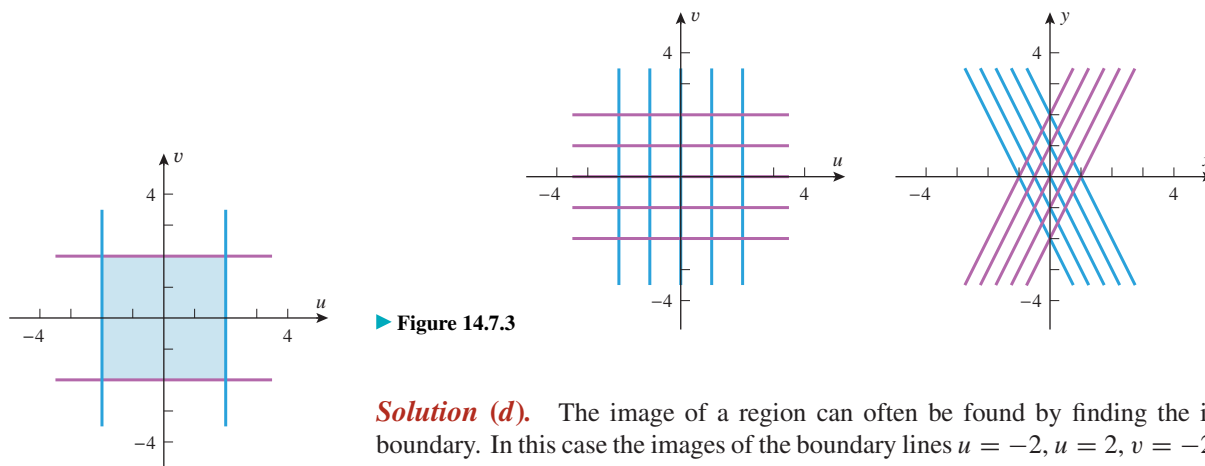 v
4
u
−4
4
−4
v
4
u
−4
4
−4
y
4
−4
4
−4
▶ Figure 14.7.3
Solution (d). The image of a region can often be found by finding the
boundary. In this case the images of the boundary lines u = −2, u = 2, v = −2